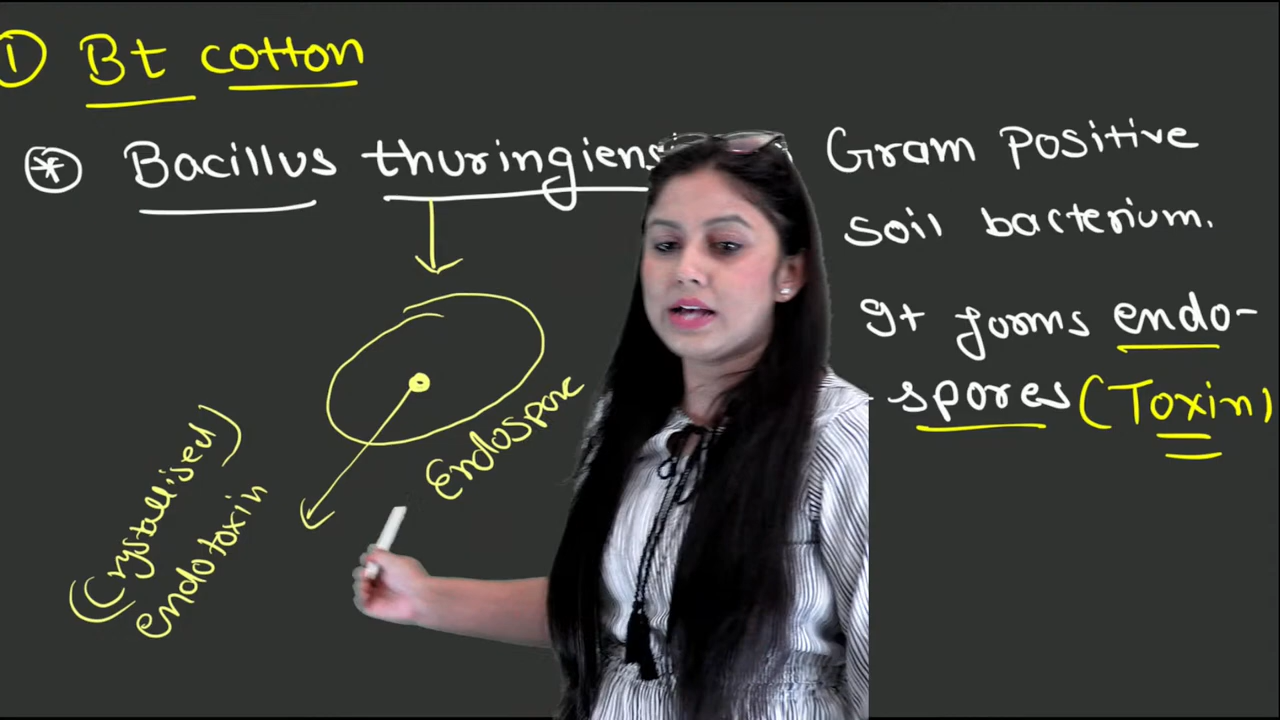 ① Bt cotton
* Bacillus thuringiens
Gram positive
soil bacterium.
It forms endo-
spores (Toxin)
Endospore
(Crystallised)
endotoxin